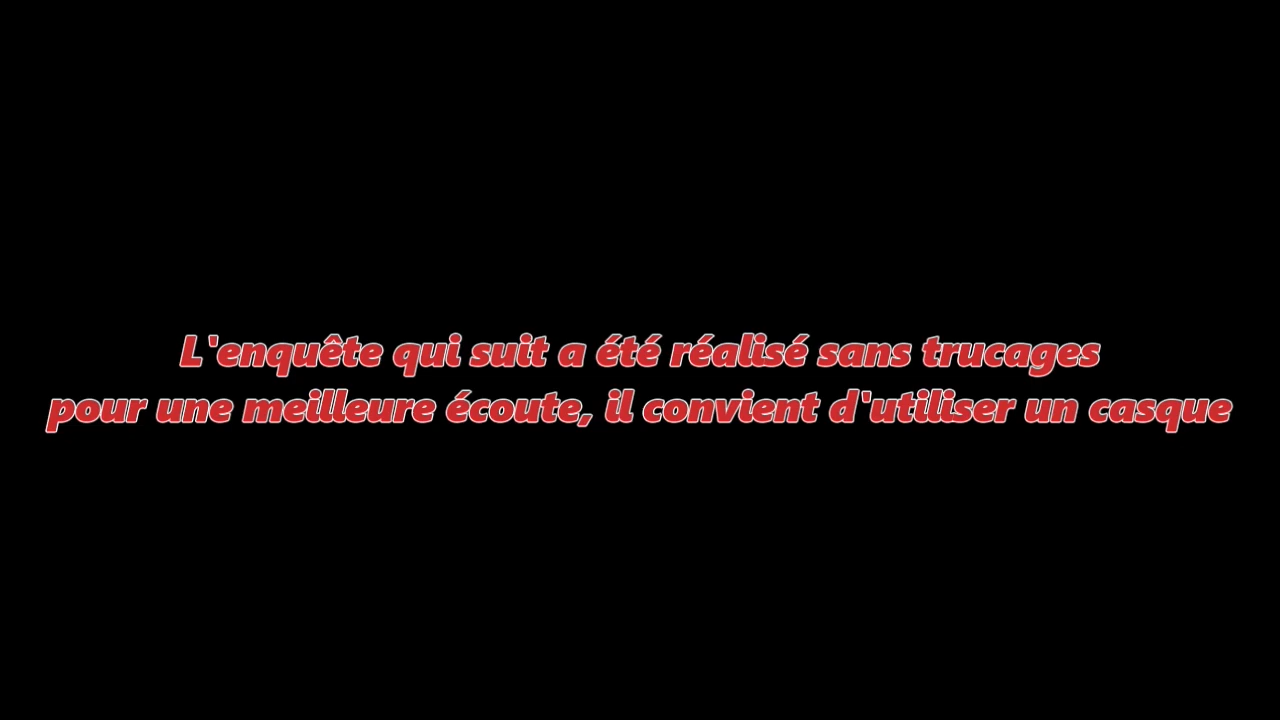 L'enquête qui suit a été réalisé sans trucages
pour une meilleure écoute, il convient d'utiliser un casque